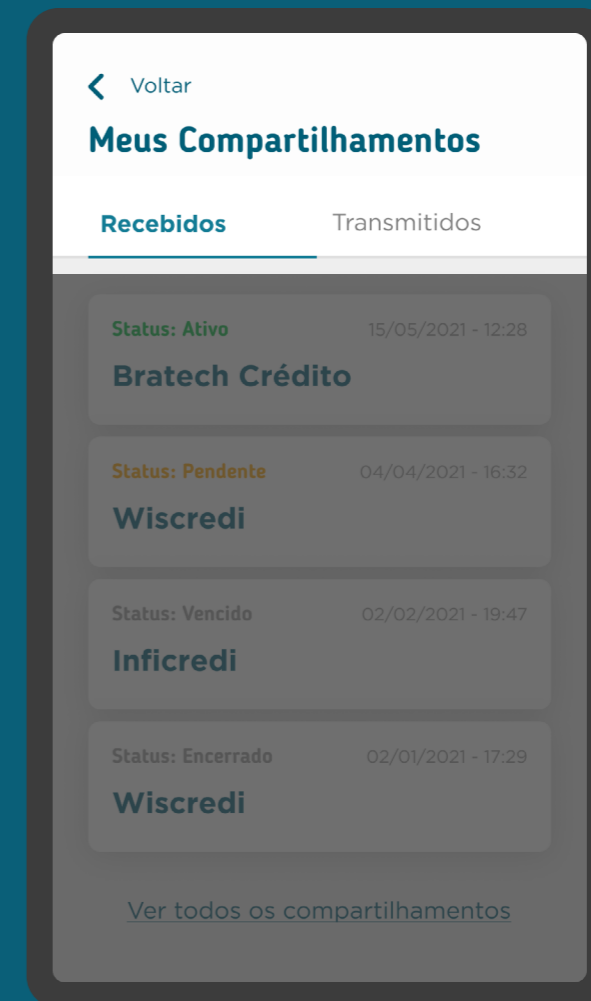 Voltar
Meus Compartilhamentos
Recebidos Transmitidos
Status: Ativo 15/05/2021 - 12:28
Bratech Crédito
Status: Pendente 04/04/2021 - 16:32
Wiscredi
Status: Vencido 02/02/2021 - 19:47
Inficredi
Status: Encerrado 02/01/2021 - 17:29
Wiscredi
Ver todos os compartilhamentos